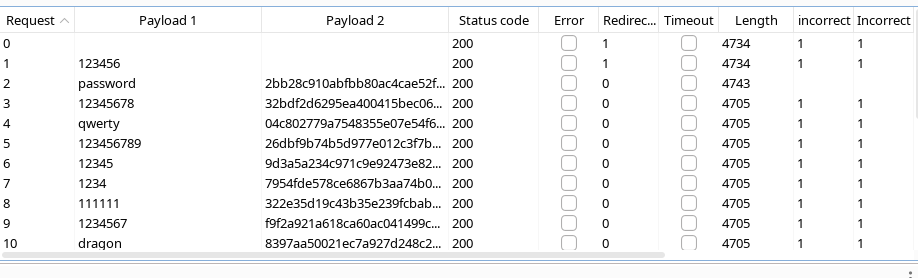 Request Payload 1 Payload 2 Status code Error Redirec... Timeout Length incorrect Incorrect
0 200 1 4734 1 1
1 123456 200 1 4734 1 1
2 password 2bb28c910abfbb80ac4cae52f... 200 0 4743
3 12345678 32bdf2d6295ea400415bec06... 200 0 4705 1 1
4 qwerty 04c802779a7548355e07e54f6... 200 0 4705 1 1
5 123456789 26dbf9b74b5d977e012c3f7b... 200 0 4705 1 1
6 12345 9d3a5a234c971c9e92473e82... 200 0 4705 1 1
7 1234 7954fde578ce6867b3aa74b0... 200 0 4705 1 1
8 111111 322e35d19c43b35e239fcbab... 200 0 4705 1 1
9 1234567 f9f2a921a618ca60ac041499c... 200 0 4705 1 1
10 dragon 8397aa50021ec7a927d248c2... 200 0 4705 1 1